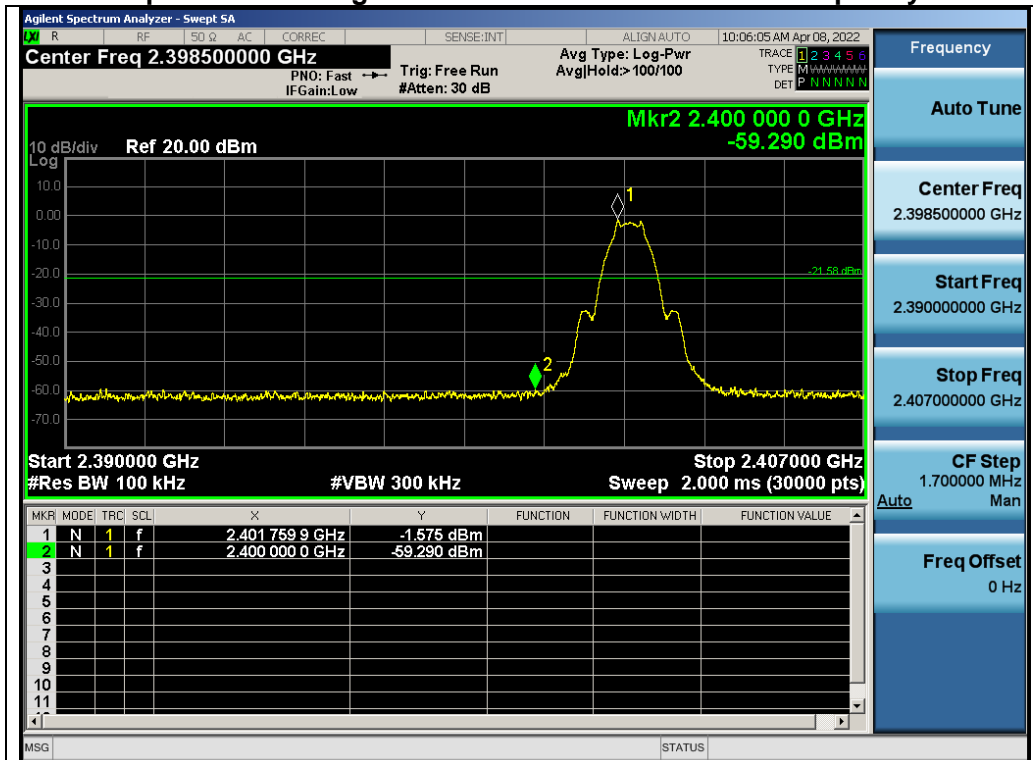 Agilent Spectrum Analyzer - Swept SA
LXI R RF 50 Ω AC CORREC SENSE:INT ALIGN AUTO 10:06:05 AM Apr 08, 2022
Center Freq 2.398500000 GHz
PNO: Fast
IFGain:Low
Trig: Free Run
#Atten: 30 dB
Avg Type: Log-Pwr
Avg|Hold:>100/100
TRACE 1 2 3 4 5 6
TYPE M
DET P N N N N N
Mkr2 2.400 000 0 GHz
-59.290 dBm
10 dB/div Ref 20.00 dBm
Log
10.0
0.00
-10.0
-20.0
-30.0
-40.0
-50.0
-60.0
-70.0
1
-21.58 dBm
2
Start 2.390000 GHz Stop 2.407000 GHz
#Res BW 100 kHz #VBW 300 kHz Sweep 2.000 ms (30000 pts)
MKR MODE TRC SCL X Y FUNCTION FUNCTION WIDTH FUNCTION VALUE
1 N 1 f 2.401 759 9 GHz -1.575 dBm
2 N 1 f 2.400 000 0 GHz -59.290 dBm
3
4
5
6
7
8
9
10
11
MSG STATUS
Frequency
Auto Tune
Center Freq
2.398500000 GHz
Start Freq
2.390000000 GHz
Stop Freq
2.407000000 GHz
CF Step
1.700000 MHz
Auto Man
Freq Offset
0 Hz